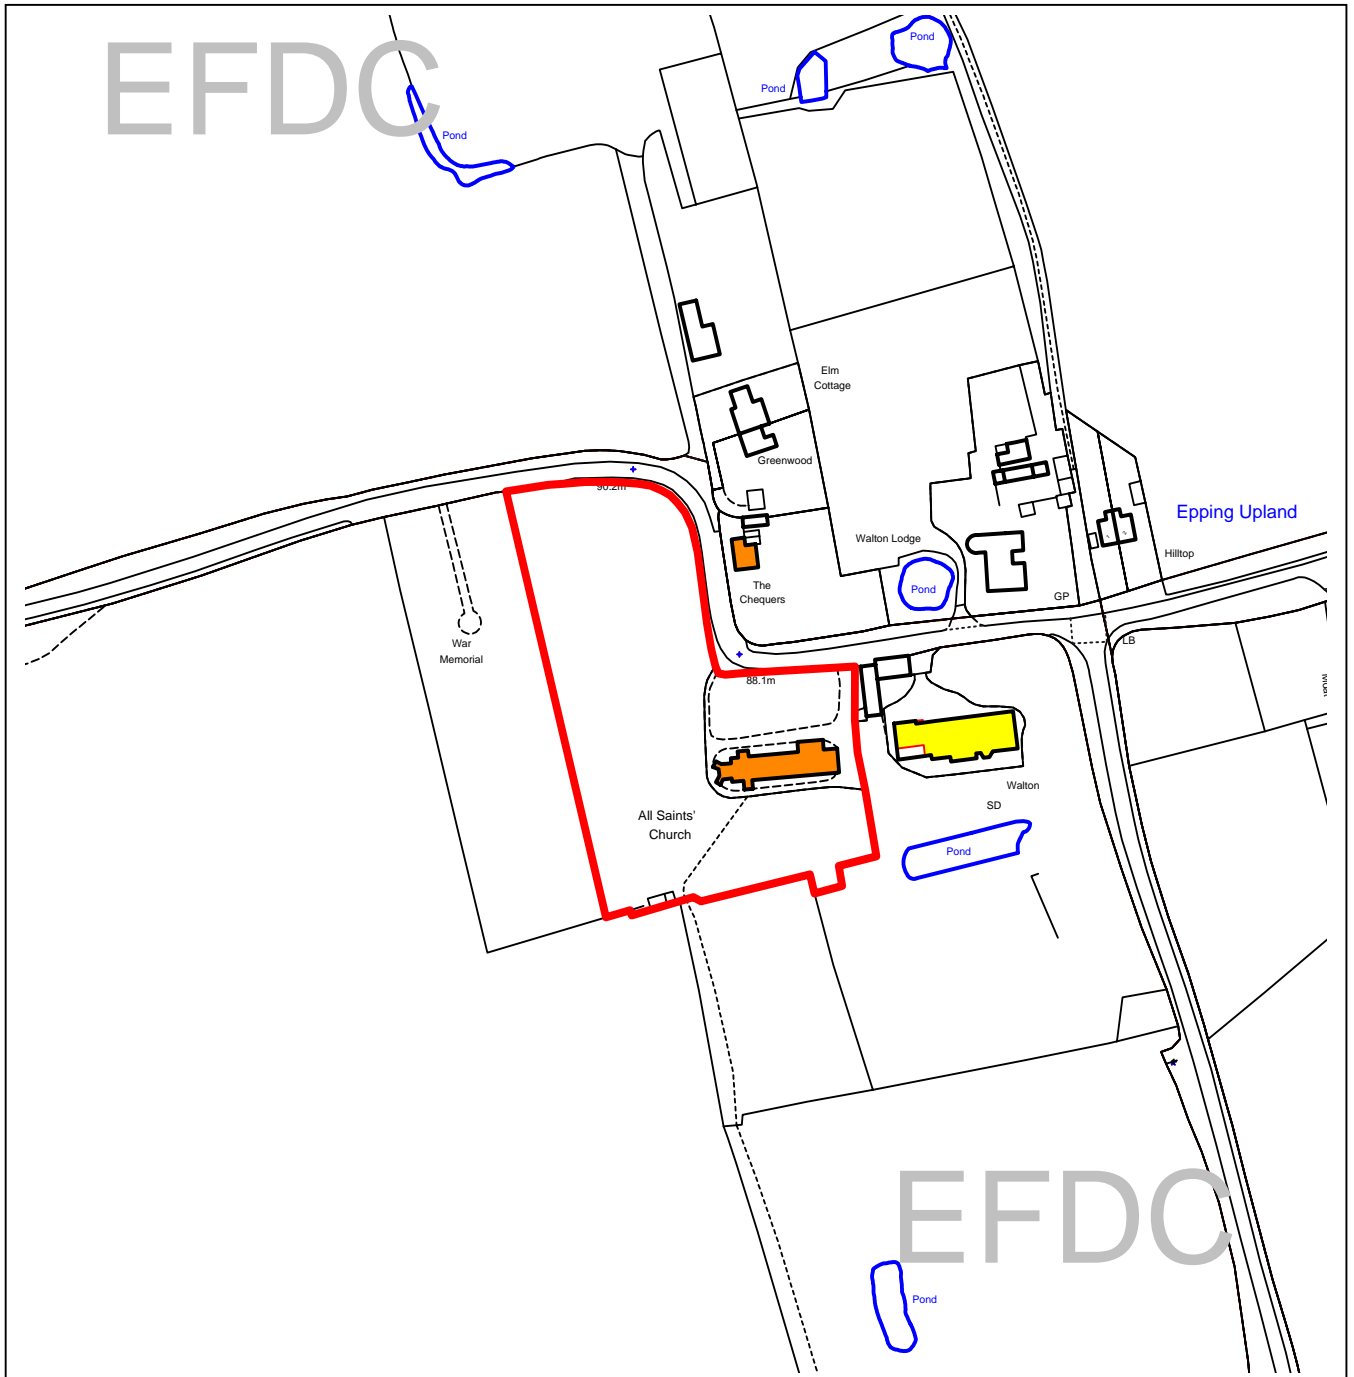 EFDC
Pond
Pond
Pond
Elm
Cottage
Greenwood
90.2m
Epping Upland
Walton Lodge
Hilltop
The
Chequers
Pond
GP
War
Memorial
LB
88.1m
Moat
Walton
SD
All Saints'
Church
Pond
EFDC
Pond